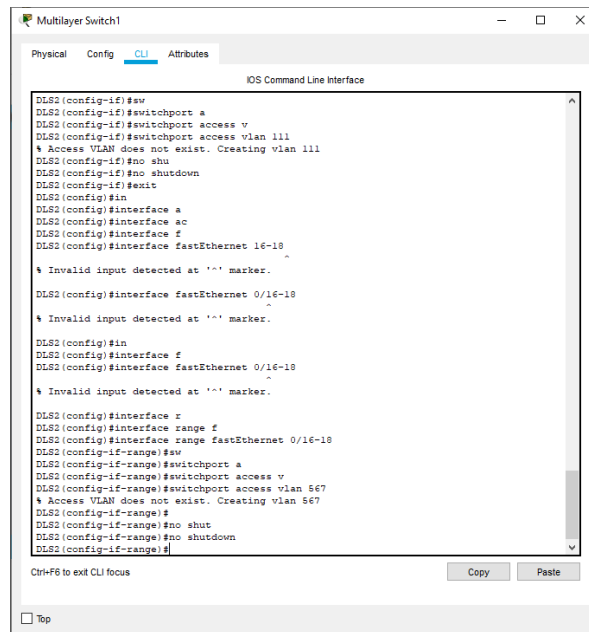 Multilayer Switch1
Physical Config CLI Attributes
IOS Command Line Interface
DLS2(config-if)#sw
DLS2(config-if)#switchport a
DLS2(config-if)#switchport access v
DLS2(config-if)#switchport access vlan 111
% Access VLAN does not exist. Creating vlan 111
DLS2(config-if)#no shu
DLS2(config-if)#no shutdown
DLS2(config-if)#exit
DLS2(config)#in
DLS2(config)#interface a
DLS2(config)#interface ac
DLS2(config)#interface f
DLS2(config)#interface fastEthernet 16-18
^
% Invalid input detected at '^' marker.
DLS2(config)#interface fastEthernet 0/16-18
^
% Invalid input detected at '^' marker.
DLS2(config)#in
DLS2(config)#interface f
DLS2(config)#interface fastEthernet 0/16-18
^
% Invalid input detected at '^' marker.
DLS2(config)#interface r
DLS2(config)#interface range f
DLS2(config)#interface range fastEthernet 0/16-18
DLS2(config-if-range)#sw
DLS2(config-if-range)#switchport a
DLS2(config-if-range)#switchport access v
DLS2(config-if-range)#switchport access vlan 567
% Access VLAN does not exist. Creating vlan 567
DLS2(config-if-range)#
DLS2(config-if-range)#no shut
DLS2(config-if-range)#no shutdown
DLS2(config-if-range)#
Ctrl+F6 to exit CLI focus
Copy Paste
Top